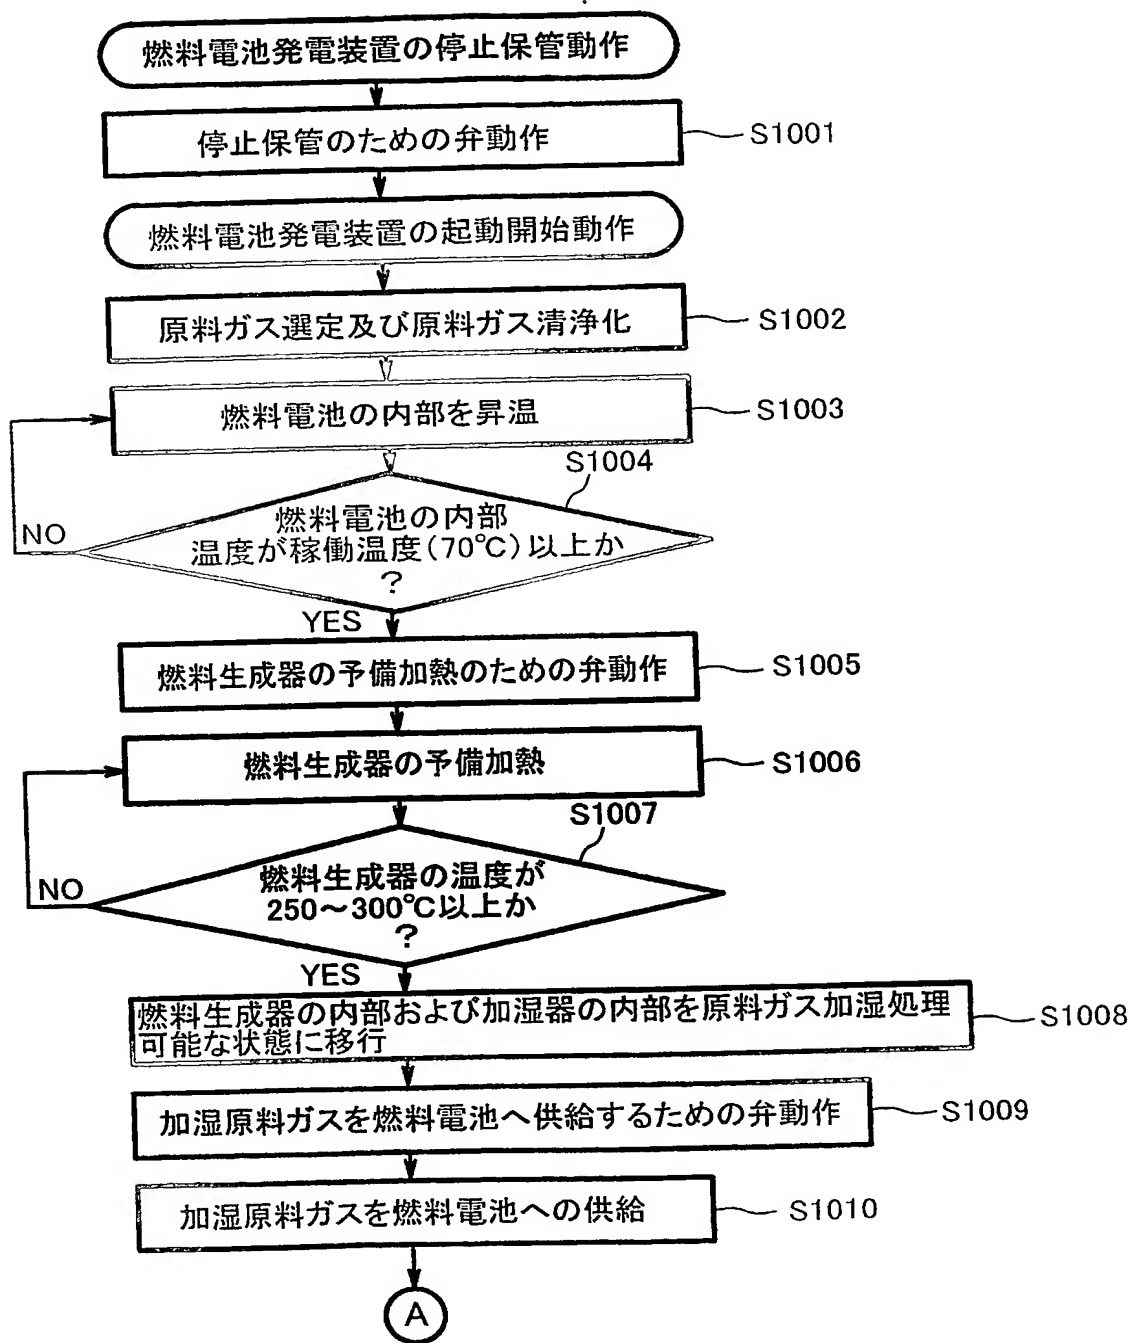 燃料電池発電装置の停止保管動作
停止保管のための弁動作
S1001
燃料電池発電装置の起動開始動作
原料ガス選定及び原料ガス清浄化
S1002
燃料電池の内部を昇温
S1003
S1004
燃料電池の内部
温度が稼働温度(70℃)以上か
?
NO
YES
燃料生成器の予備加熱のための弁動作
S1005
燃料生成器の予備加熱
S1006
S1007
燃料生成器の温度が
250〜300℃以上か
?
NO
YES
燃料生成器の内部および加湿器の内部を原料ガス加湿処理
可能な状態に移行
S1008
加湿原料ガスを燃料電池へ供給するための弁動作
S1009
加湿原料ガスを燃料電池への供給
S1010
A